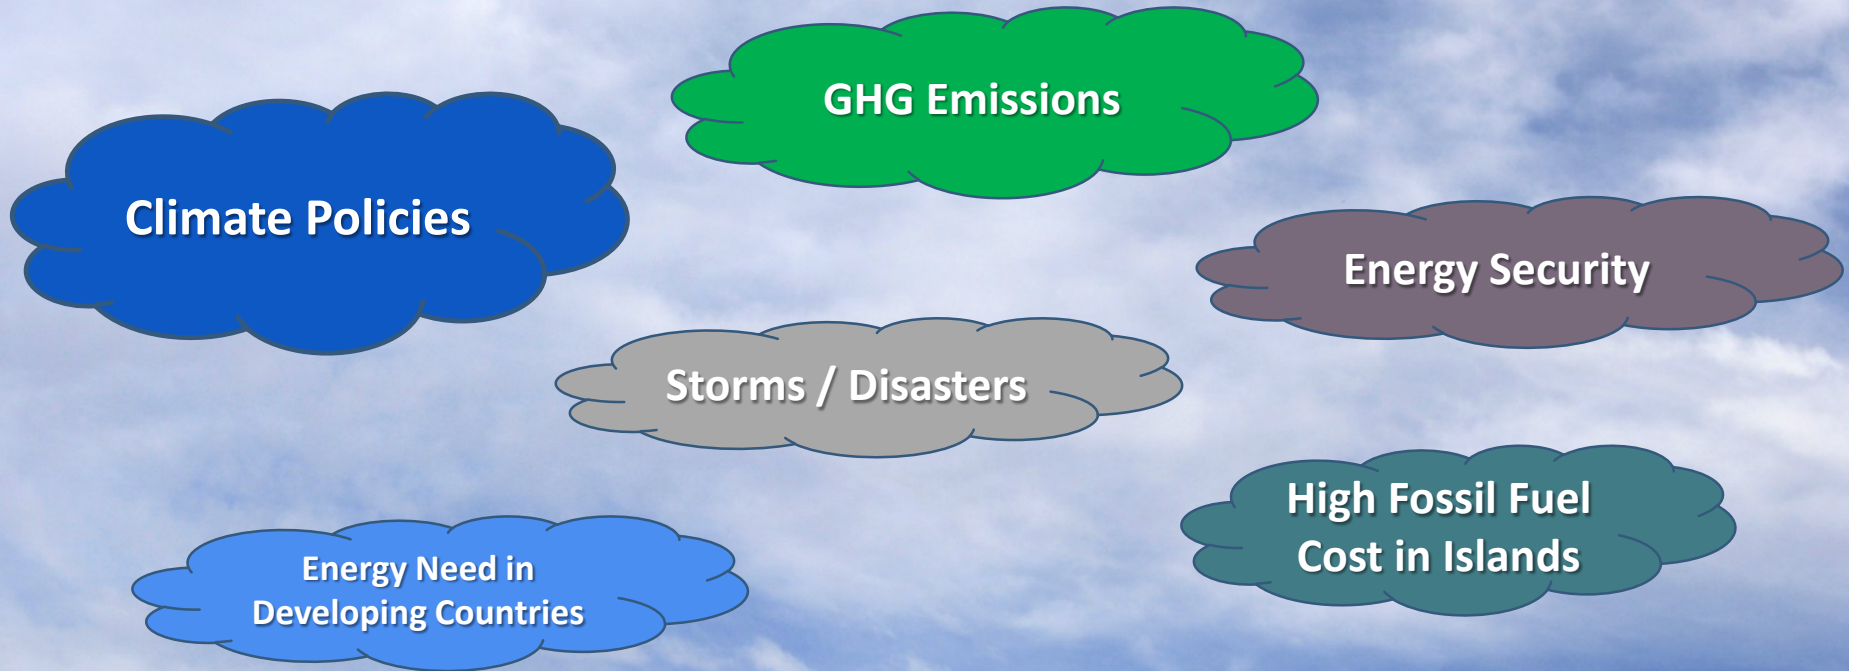 GHG Emissions
Climate Policies
Energy Security
Storms / Disasters
High Fossil Fuel
Cost in Islands
Energy Need in
Developing Countries